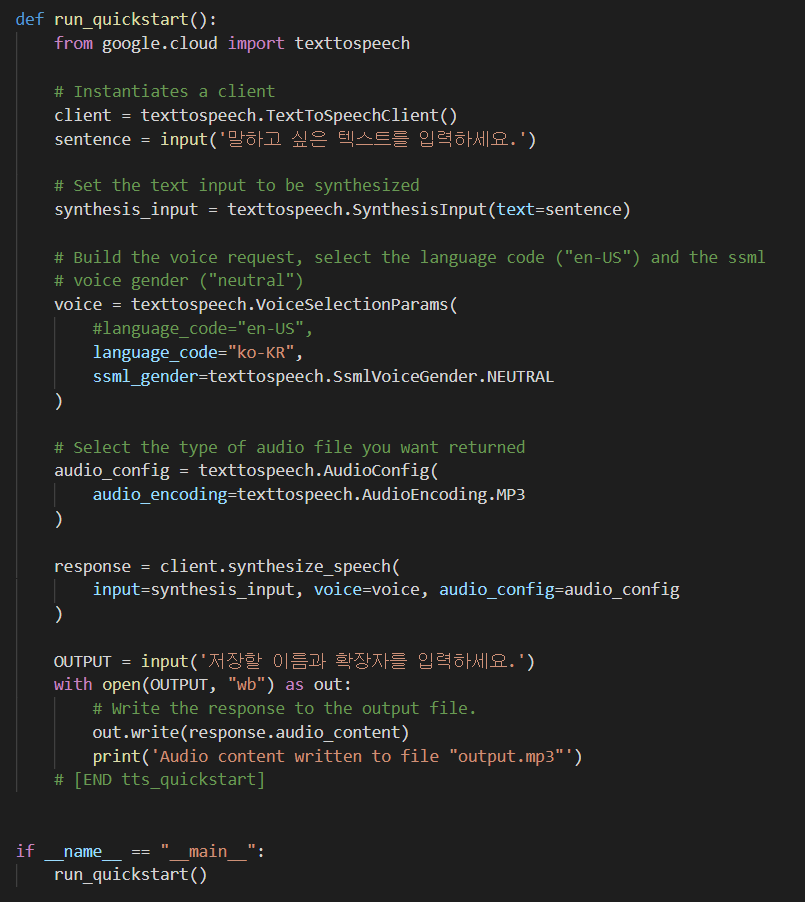 def run_quickstart():
    from google.cloud import texttospeech

    # Instantiates a client
    client = texttospeech.TextToSpeechClient()
    sentence = input('말하고 싶은 텍스트를 입력하세요.')

    # Set the text input to be synthesized
    synthesis_input = texttospeech.SynthesisInput(text=sentence)

    # Build the voice request, select the language code ("en-US") and the ssml
    # voice gender ("neutral")
    voice = texttospeech.VoiceSelectionParams(
        #language_code="en-US",
        language_code="ko-KR",
        ssml_gender=texttospeech.SsmlVoiceGender.NEUTRAL
    )

    # Select the type of audio file you want returned
    audio_config = texttospeech.AudioConfig(
        audio_encoding=texttospeech.AudioEncoding.MP3
    )

    response = client.synthesize_speech(
        input=synthesis_input, voice=voice, audio_config=audio_config
    )

    OUTPUT = input('저장할 이름과 확장자를 입력하세요.')
    with open(OUTPUT, "wb") as out:
        # Write the response to the output file.
        out.write(response.audio_content)
        print('Audio content written to file "output.mp3"')
    # [END tts_quickstart]


if __name__ == "__main__":
    run_quickstart()